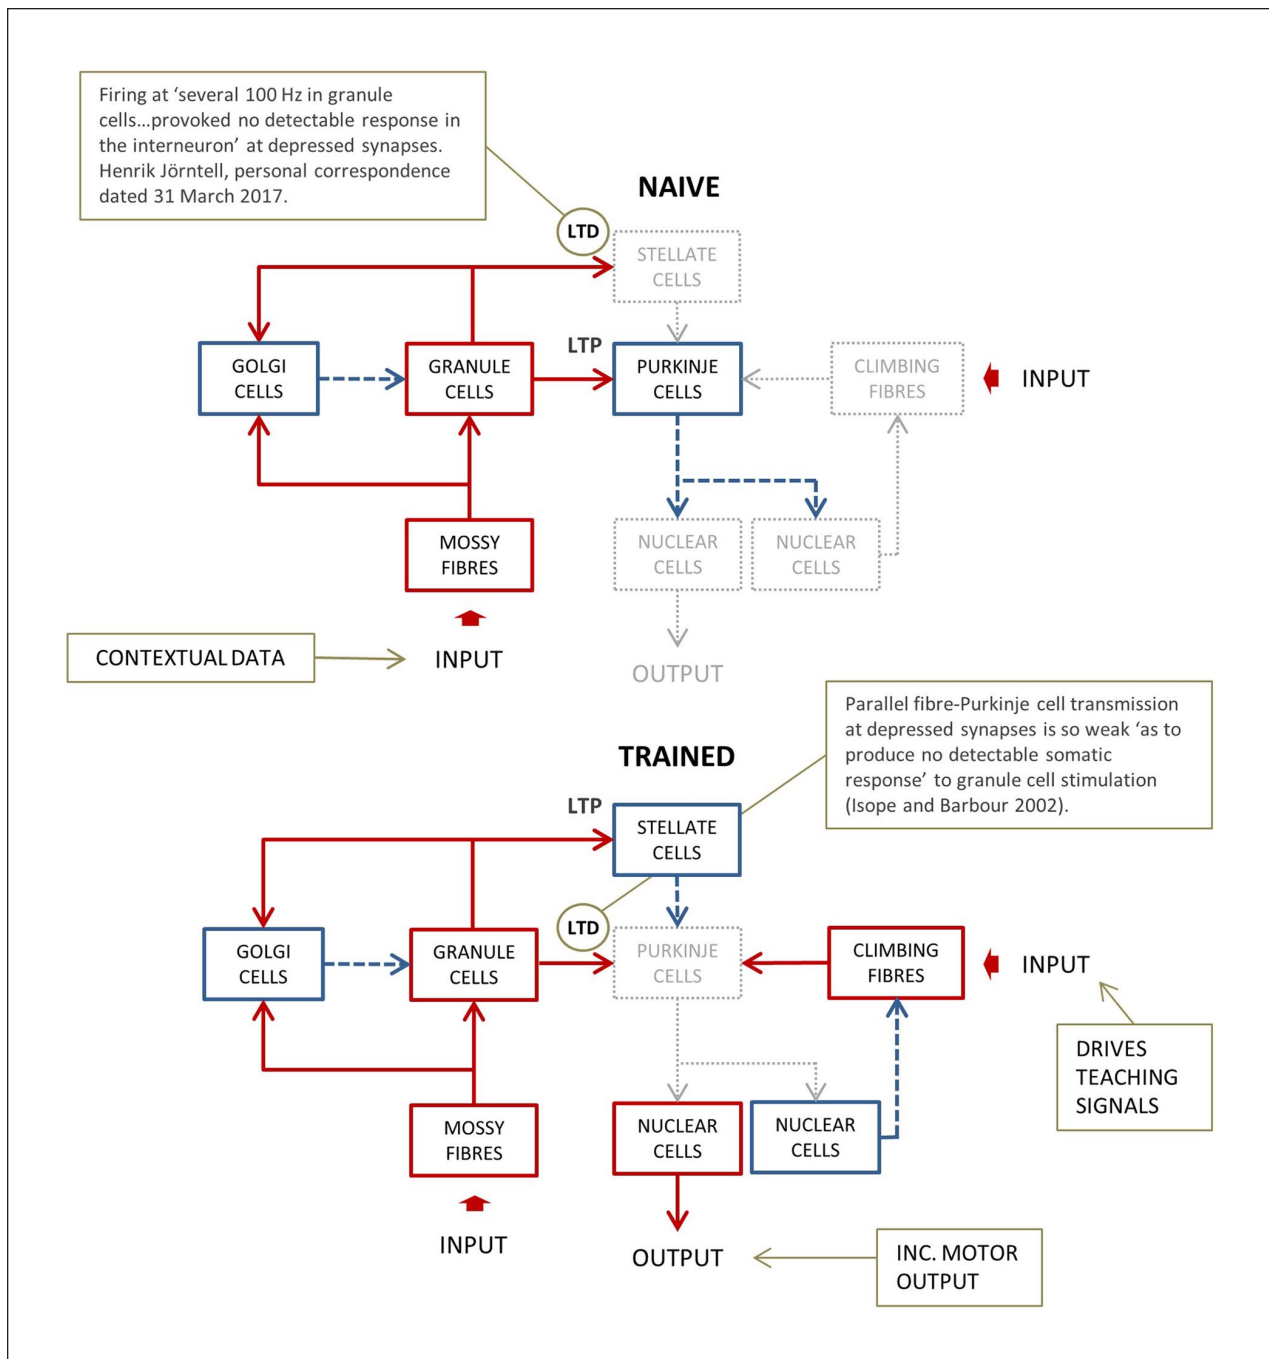 Firing at ‘several 100 Hz in granule
cells…provoked no detectable response in
the interneuron’ at depressed synapses.
Henrik Jörntell, personal correspondence
dated 31 March 2017.
NAIVE
LTD
STELLATE
CELLS
GOLGI
CELLS
GRANULE
CELLS
LTP
PURKINJE
CELLS
CLIMBING
FIBRES
INPUT
MOSSY
FIBRES
NUCLEAR
CELLS
NUCLEAR
CELLS
CONTEXTUAL DATA
INPUT
OUTPUT
Parallel fibre-Purkinje cell transmission
at depressed synapses is so weak ‘as to
produce no detectable somatic
response’ to granule cell stimulation
(Isope and Barbour 2002).
TRAINED
LTP
STELLATE
CELLS
LTD
GOLGI
CELLS
GRANULE
CELLS
PURKINJE
CELLS
CLIMBING
FIBRES
INPUT
DRIVES
TEACHING
SIGNALS
MOSSY
FIBRES
NUCLEAR
CELLS
NUCLEAR
CELLS
INPUT
OUTPUT
INC. MOTOR
OUTPUT